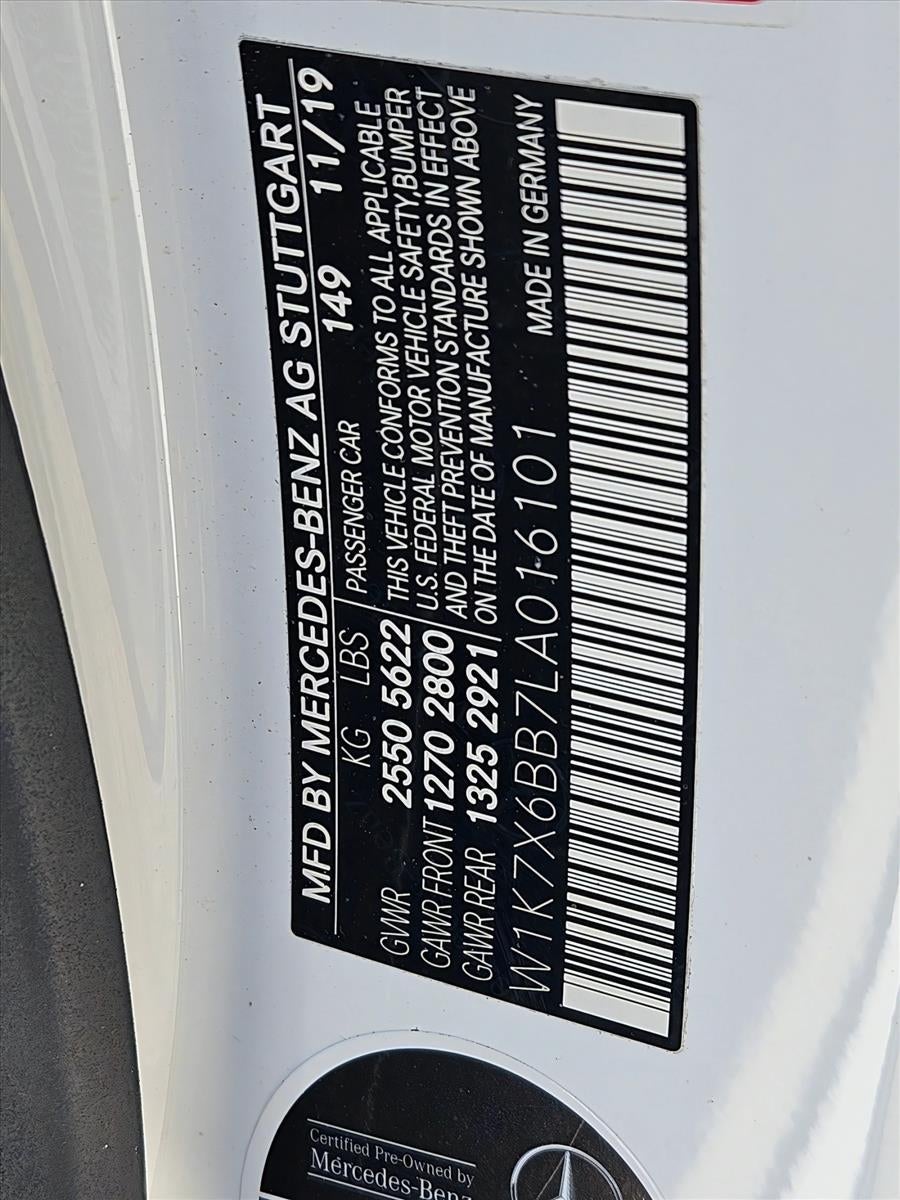 MFD BY MERCEDES-BENZ AG STUTTGART
KG LBS 149 11/19
PASSENGER CAR
GVWR 2550 5622
GAWR FRONT 1270 2800
GAWR REAR 1325 2921
THIS VEHICLE CONFORMS TO ALL APPLICABLE
U.S. FEDERAL MOTOR VEHICLE SAFETY,BUMPER
AND THEFT PREVENTION STANDARDS IN EFFECT
ON THE DATE OF MANUFACTURE SHOWN ABOVE
MADE IN GERMANY
W1K7X6BB7LA016101
Certified Pre-Owned by
Mercedes-Benz